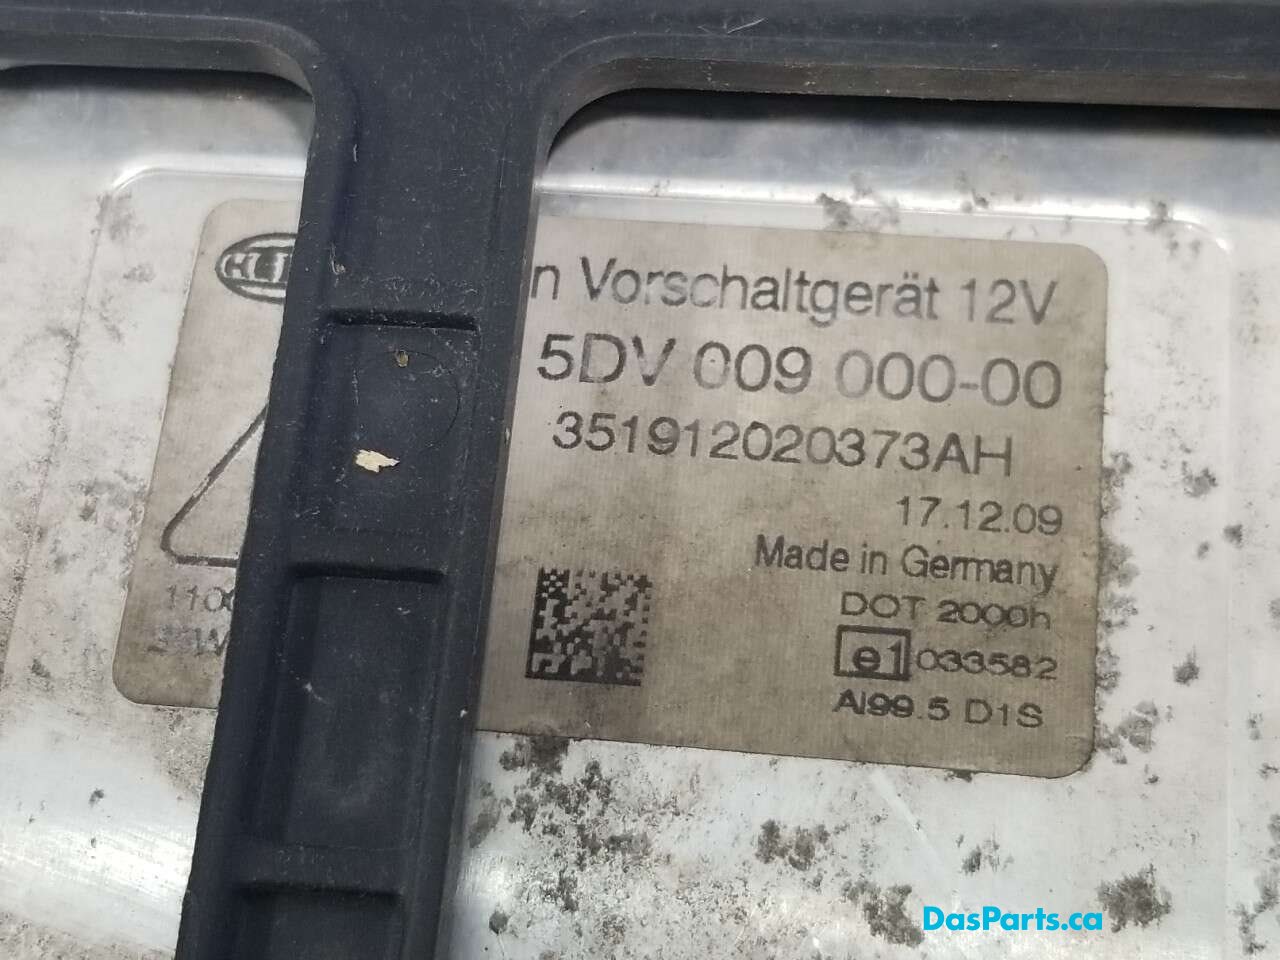 n Vorschaltgerät 12V
5DV 009 000-00
351912020373AH
17.12.09
Made in Germany
DOT 2000h
e1 033582
AI99.5 D1S
DasParts.ca